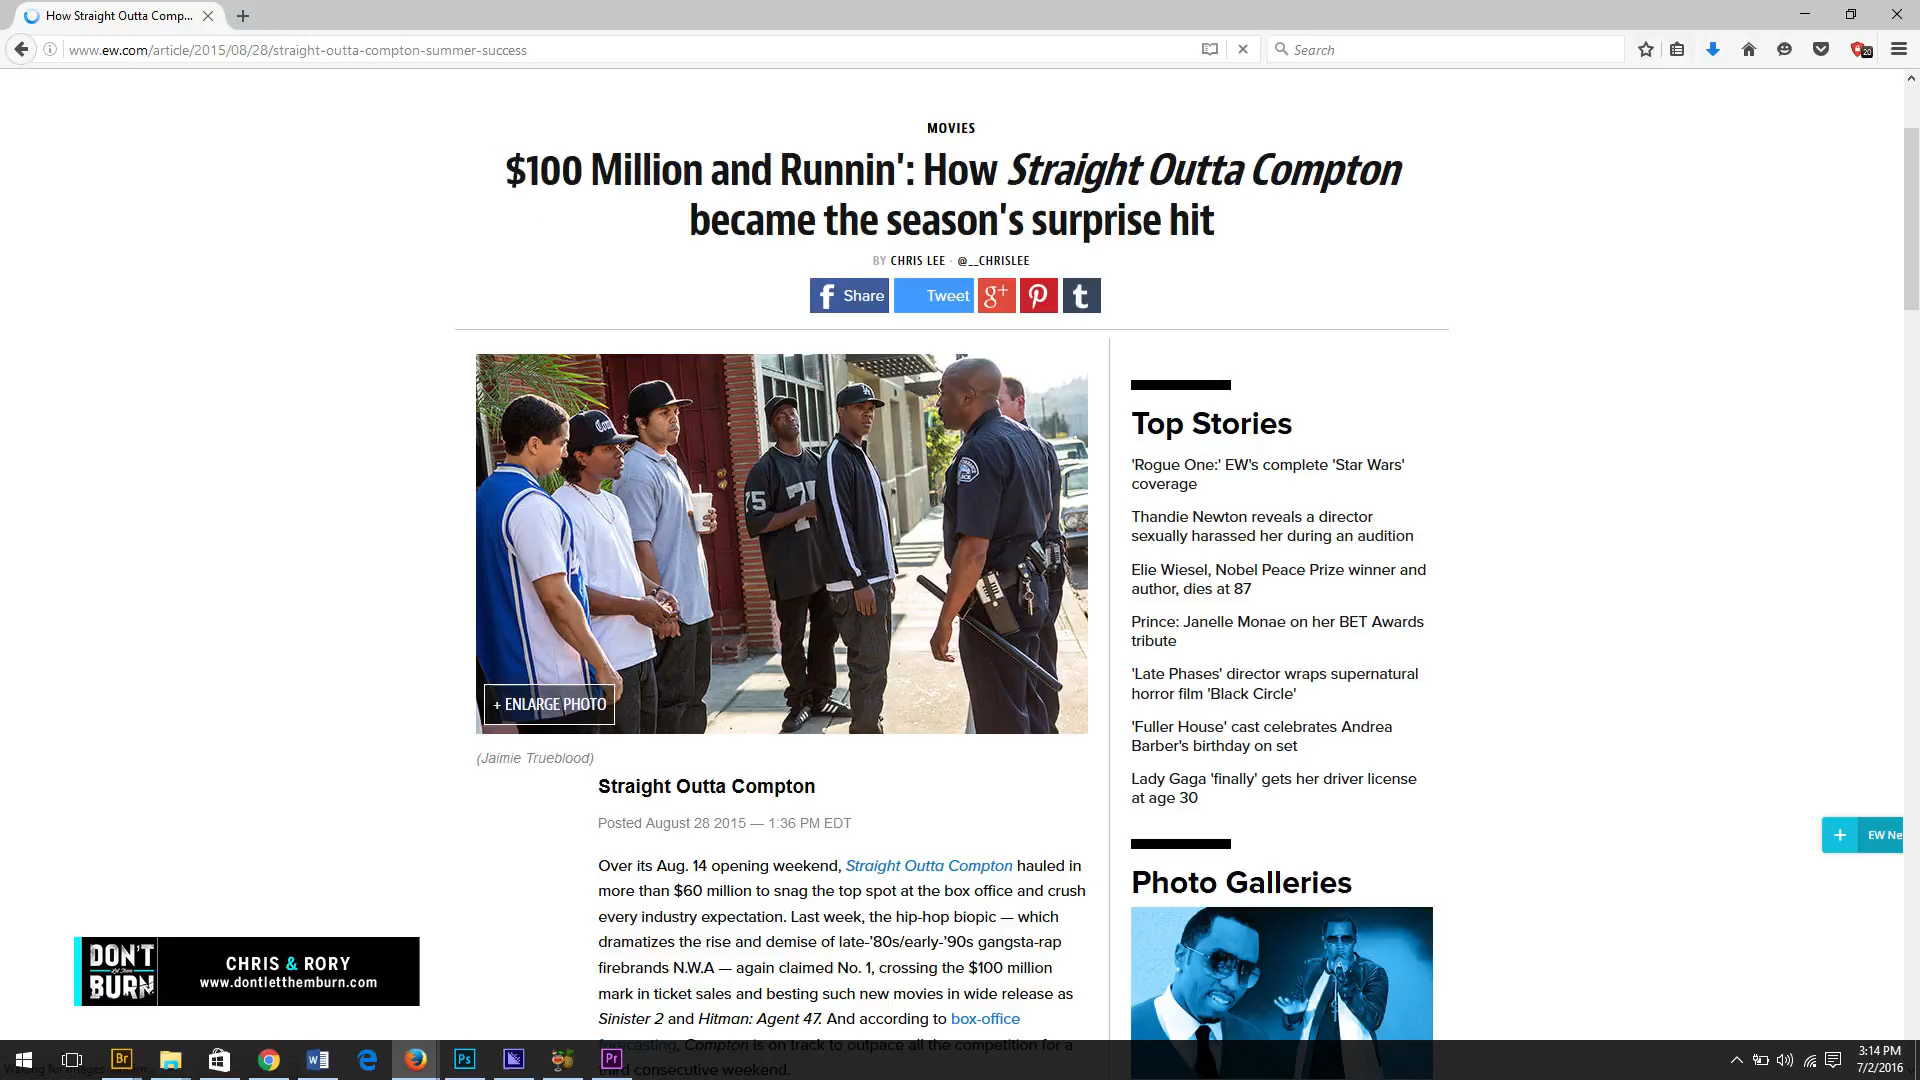 How Straight Outta Comp...
www.ew.com/article/2015/08/28/straight-outta-compton-summer-success
Search
20
MOVIES
$100 Million and Runnin': How Straight Outta Compton
became the season's surprise hit
BY CHRIS LEE · @__CHRISLEE
Share
Tweet
g+
+ ENLARGE PHOTO
(Jaimie Trueblood)
Straight Outta Compton
Posted August 28 2015 — 1:36 PM EDT
Over its Aug. 14 opening weekend, Straight Outta Compton hauled in
more than $60 million to snag the top spot at the box office and crush
every industry expectation. Last week, the hip-hop biopic — which
dramatizes the rise and demise of late-’80s/early-’90s gangsta-rap
firebrands N.W.A — again claimed No. 1, crossing the $100 million
mark in ticket sales and besting such new movies in wide release as
Sinister 2 and Hitman: Agent 47. And according to box-office
forecasting, Compton is on track to outpace all the competition for a
third consecutive weekend.
Top Stories
'Rogue One:' EW's complete 'Star Wars'
coverage
Thandie Newton reveals a director
sexually harassed her during an audition
Elie Wiesel, Nobel Peace Prize winner and
author, dies at 87
Prince: Janelle Monae on her BET Awards
tribute
'Late Phases' director wraps supernatural
horror film 'Black Circle'
'Fuller House' cast celebrates Andrea
Barber's birthday on set
Lady Gaga 'finally' gets her driver license
at age 30
Photo Galleries
EW Ne
DON'T
Let Them
BURN
CHRIS & RORY
www.dontletthemburn.com
Br
Ps
Pr
3:14 PM
7/2/2016